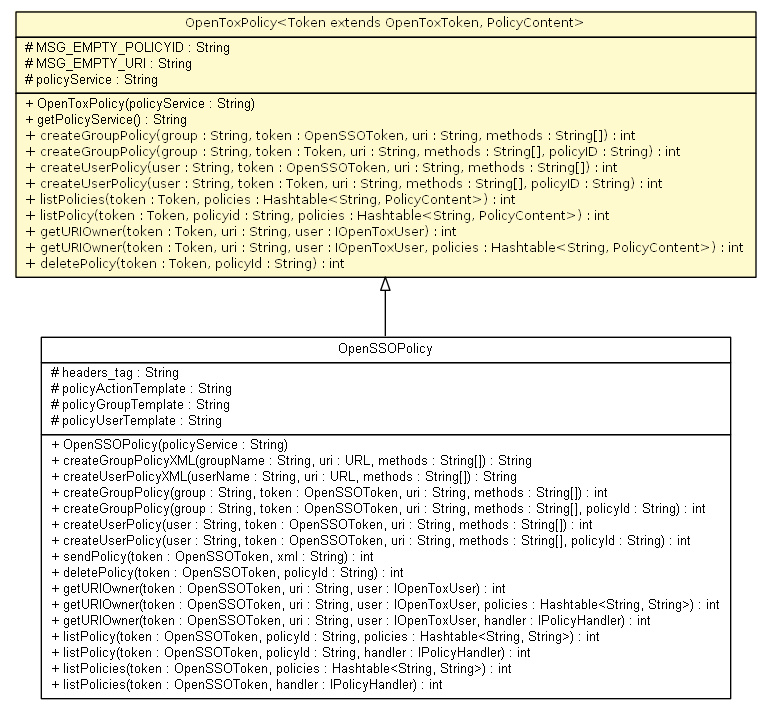 OpenToxPolicy<Token extends OpenToxToken, PolicyContent>
# MSG_EMPTY_POLICYID : String
# MSG_EMPTY_URI : String
# policyService : String
+ OpenToxPolicy(policyService : String)
+ getPolicyService() : String
+ createGroupPolicy(group : String, token : OpenSSOToken, uri : String, methods : String[]) : int
+ createGroupPolicy(group : String, token : Token, uri : String, methods : String[], policyID : String) : int
+ createUserPolicy(user : String, token : OpenSSOToken, uri : String, methods : String[]) : int
+ createUserPolicy(user : String, token : Token, uri : String, methods : String[], policyID : String) : int
+ listPolicies(token : Token, policies : Hashtable<String, PolicyContent>) : int
+ listPolicy(token : Token, policyid : String, policies : Hashtable<String, PolicyContent>) : int
+ getURIOwner(token : Token, uri : String, user : IOpenToxUser) : int
+ getURIOwner(token : Token, uri : String, user : IOpenToxUser, policies : Hashtable<String, PolicyContent>) : int
+ deletePolicy(token : Token, policyId : String) : int
OpenSSOPolicy
# headers_tag : String
# policyActionTemplate : String
# policyGroupTemplate : String
# policyUserTemplate : String
+ OpenSSOPolicy(policyService : String)
+ createGroupPolicyXML(groupName : String, uri : URL, methods : String[]) : String
+ createUserPolicyXML(userName : String, uri : URL, methods : String[]) : String
+ createGroupPolicy(group : String, token : OpenSSOToken, uri : String, methods : String[]) : int
+ createGroupPolicy(group : String, token : OpenSSOToken, uri : String, methods : String[], policyId : String) : int
+ createUserPolicy(user : String, token : OpenSSOToken, uri : String, methods : String[]) : int
+ createUserPolicy(user : String, token : OpenSSOToken, uri : String, methods : String[], policyId : String) : int
+ sendPolicy(token : OpenSSOToken, xml : String) : int
+ deletePolicy(token : OpenSSOToken, policyId : String) : int
+ getURIOwner(token : OpenSSOToken, uri : String, user : IOpenToxUser) : int
+ getURIOwner(token : OpenSSOToken, uri : String, user : IOpenToxUser, policies : Hashtable<String, String>) : int
+ getURIOwner(token : OpenSSOToken, uri : String, user : IOpenToxUser, handler : IPolicyHandler) : int
+ listPolicy(token : OpenSSOToken, policyId : String, policies : Hashtable<String, String>) : int
+ listPolicy(token : OpenSSOToken, policyId : String, handler : IPolicyHandler) : int
+ listPolicies(token : OpenSSOToken, policies : Hashtable<String, String>) : int
+ listPolicies(token : OpenSSOToken, handler : IPolicyHandler) : int